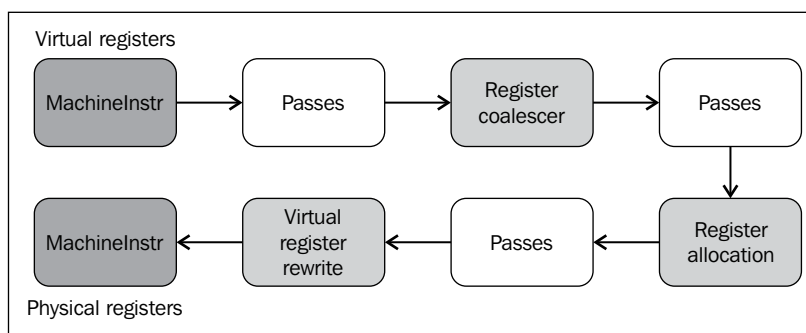 Virtual registers
MachineInstr
Passes
Register
coalescer
Passes
MachineInstr
Virtual
register
rewrite
Passes
Register
allocation
Physical registers